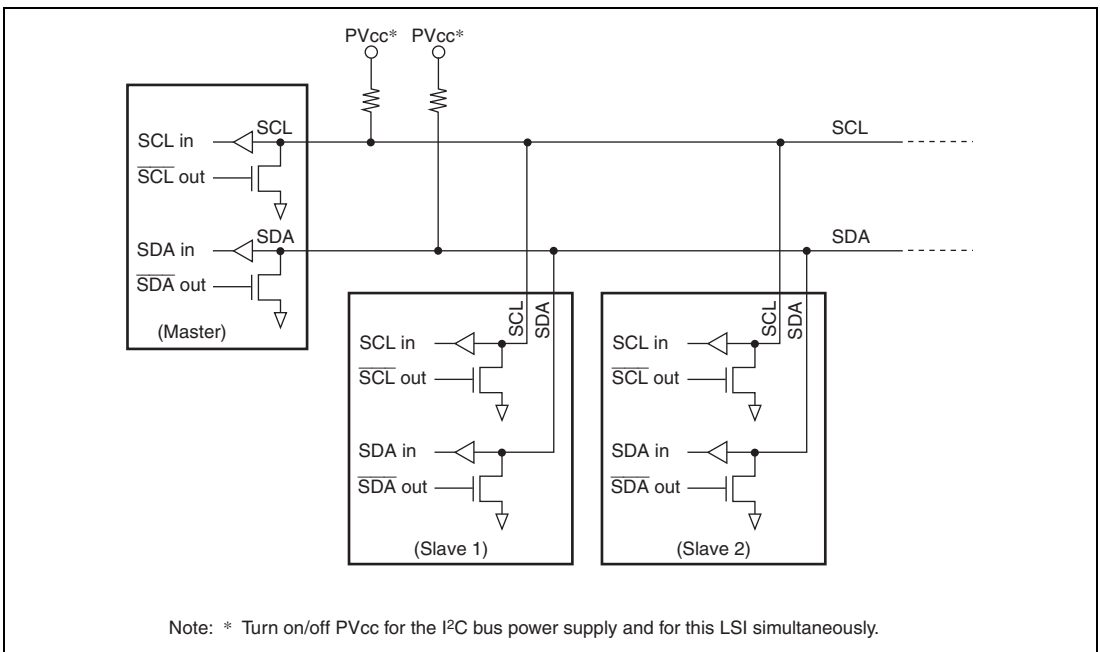 PVcc* PVcc*
SCL in
SCL
SCL
SCL out
SDA in
SDA
SDA
SDA out
(Master)
SCL
SDA
SCL in
SCL out
SDA in
SDA out
(Slave 1)
SCL
SDA
SCL in
SCL out
SDA in
SDA out
(Slave 2)
Note: * Turn on/off PVcc for the I²C bus power supply and for this LSI simultaneously.